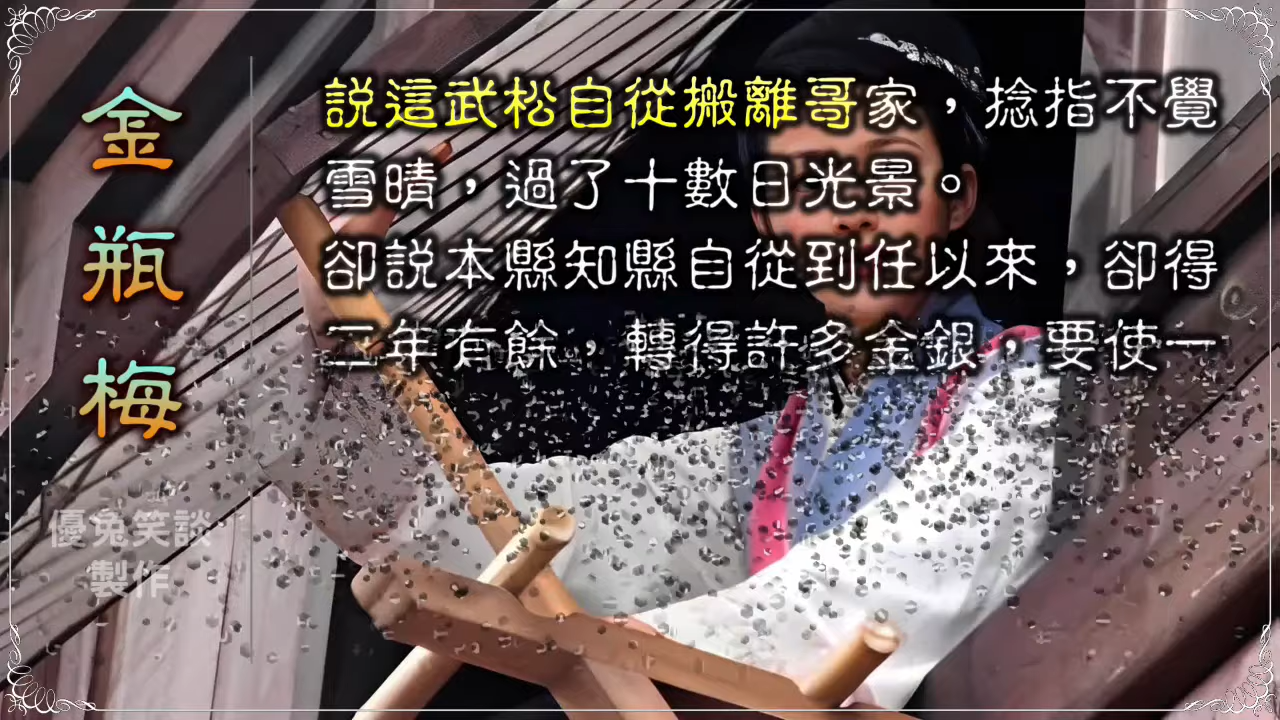 金瓶梅
優兔笑談
製作
説這武松自從搬離哥家，捻指不覺
雪晴，過了十數日光景。
卻説本縣知縣自從到任以來，卻得
二年有餘，轉得許多金銀，要使一